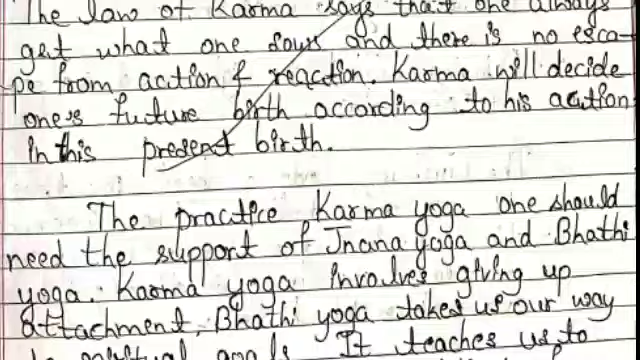 The law of Karma says that one always
get what one sows and there is no esca-
pe from action & reaction. Karma will decide
one's future birth according to his action
in this present birth.
The practice Karma yoga one should
need the support of Jnana yoga and Bhathi
yoga. Karma yoga involves giving up
attachment, Bhathi yoga takes us our way
spiritual goals. It teaches us to